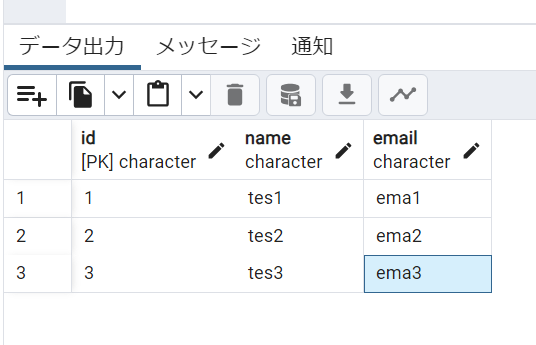 データ出力 メッセージ 通知
id name email
[PK] character character character
1 1 tes1 ema1
2 2 tes2 ema2
3 3 tes3 ema3